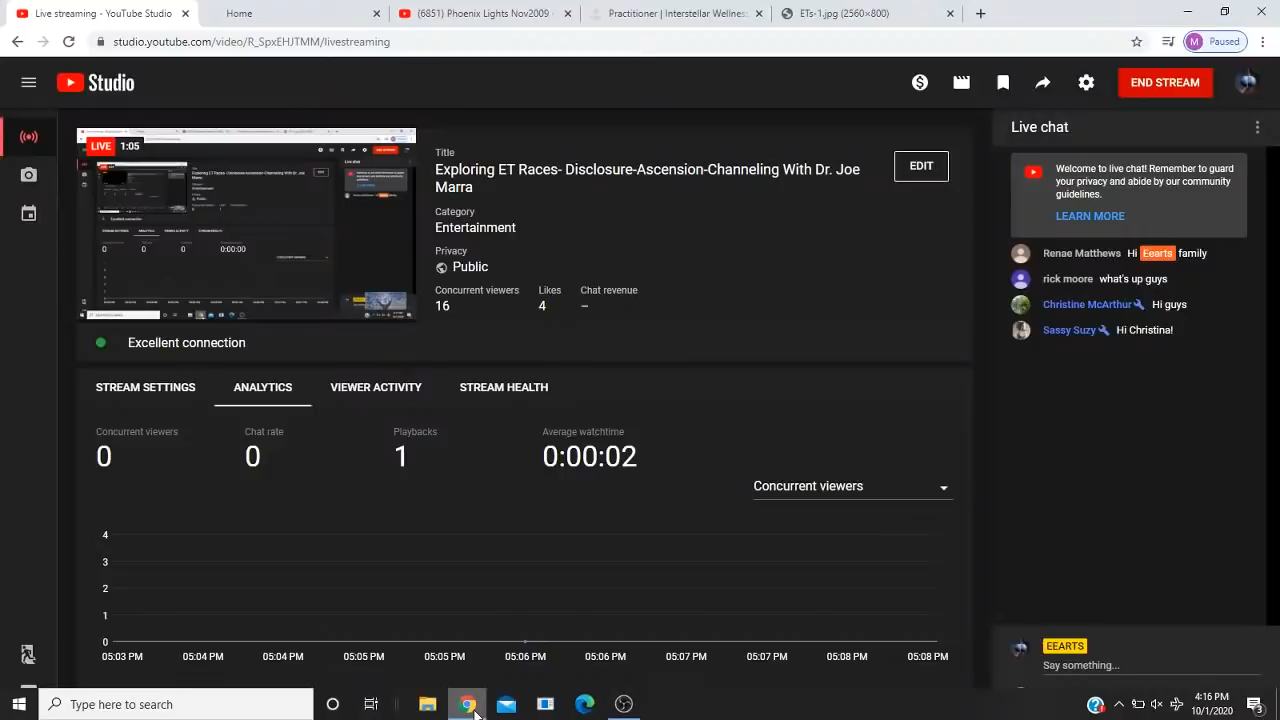 Live streaming - YouTube Studio
Home
(6851) Phoenix Lights Nov2009 -
Practitioner | Interstellar Wellnes
ETs-1.jpg (2560×800)
studio.youtube.com/video/R_SpxEHJTMM/livestreaming
M Paused
Studio
END STREAM
LIVE 1:05
Title
Exploring ET Races- Disclosure-Ascension-Channeling With Dr. Joe
Marra
EDIT
Category
Entertainment
Privacy
Public
Concurrent viewers Likes Chat revenue
16 4 –
Excellent connection
STREAM SETTINGS ANALYTICS VIEWER ACTIVITY STREAM HEALTH
Concurrent viewers Chat rate Playbacks Average watchtime
0 0 1 0:00:02
Concurrent viewers
4
3
2
1
0
05:03 PM 05:04 PM 05:04 PM 05:05 PM 05:05 PM 05:06 PM 05:06 PM 05:07 PM 05:07 PM 05:08 PM 05:08 PM
Live chat
Welcome to live chat! Remember to guard
your privacy and abide by our community
guidelines.
LEARN MORE
Renae Matthews Hi Eearts family
rick moore what's up guys
Christine McArthur Hi guys
Sassy Suzy Hi Christina!
EEARTS
Say something...
Type here to search
4:16 PM
10/1/2020